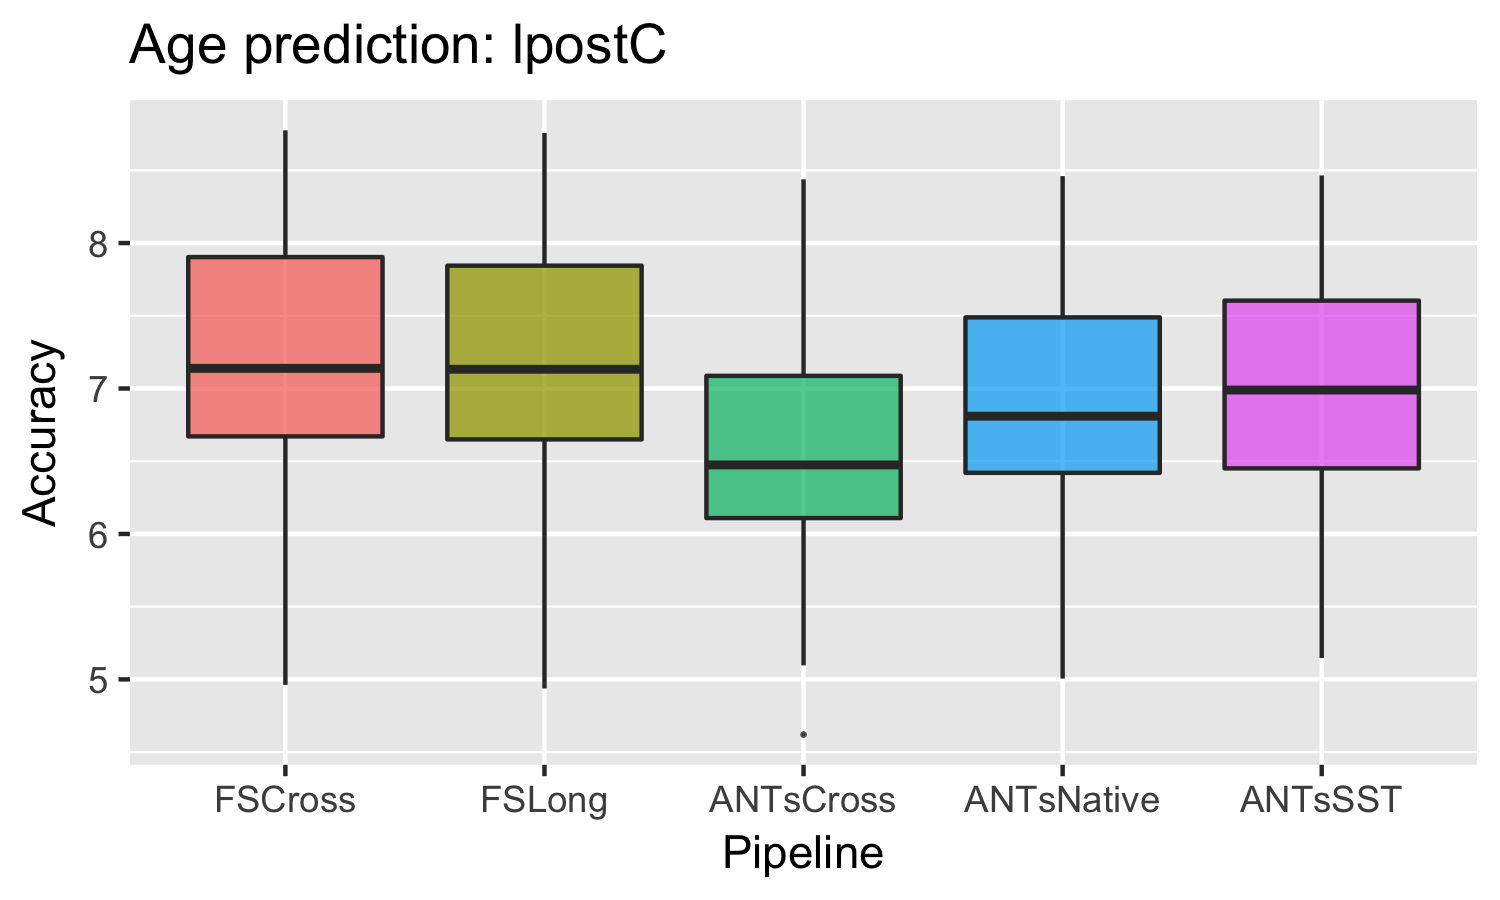 Age prediction: lpostC
Accuracy
8
7
6
5
FSCross FSLong ANTsCross ANTsNative ANTsSST
Pipeline